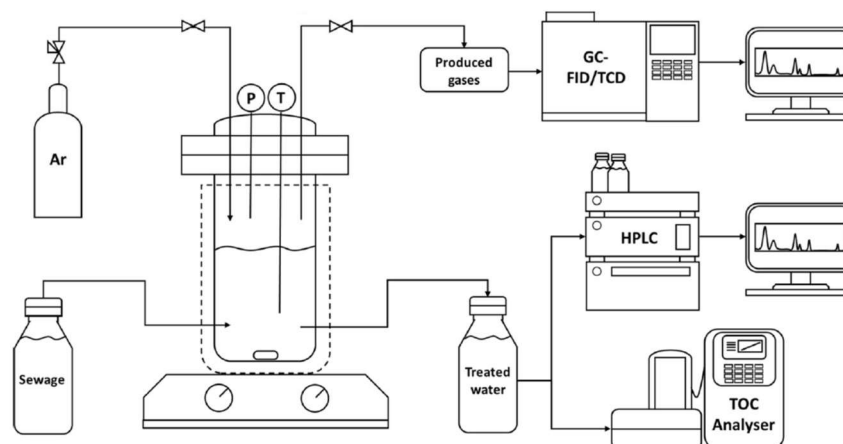 Produced
gases
GC-
FID/TCD
P
T
Ar
HPLC
Sewage
Treated
water
TOC
Analyser